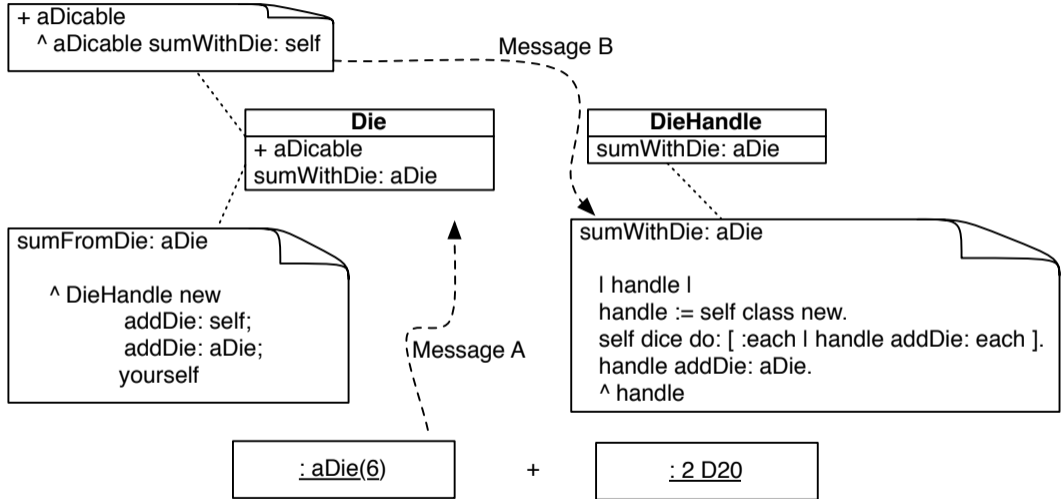 + aDicable
^ aDicable sumWithDie: self
Message B
Die
+ aDicable
sumWithDie: aDie
DieHandle
sumWithDie: aDie
sumFromDie: aDie
^ DieHandle new
addDie: self;
addDie: aDie;
yourself
Message A
sumWithDie: aDie
| handle |
handle := self class new.
self dice do: [ :each | handle addDie: each ].
handle addDie: aDie.
^ handle
: aDie(6)
+
: 2 D20